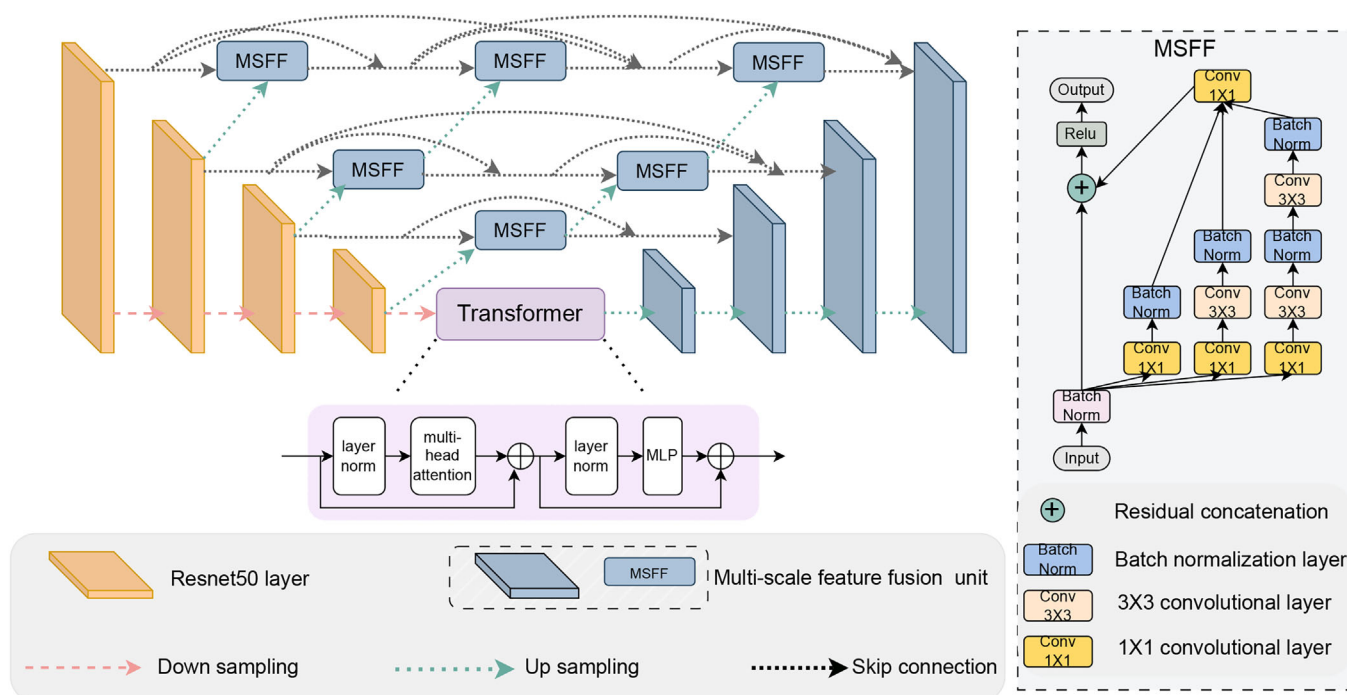 MSFF
MSFF
MSFF
MSFF
MSFF
MSFF
Transformer
layer
norm
multi-
head
attention
layer
norm
MLP
Resnet50 layer
MSFF
Multi-scale feature fusion unit
Down sampling
Up sampling
Skip connection
MSFF
Output
Conv
1X1
Relu
Batch
Norm
Conv
3X3
Batch
Norm
Batch
Norm
Batch
Norm
Conv
3X3
Conv
3X3
Conv
1X1
Conv
1X1
Conv
1X1
Batch
Norm
Input
Residual concatenation
Batch
Norm
Batch normalization layer
Conv
3X3
3X3 convolutional layer
Conv
1X1
1X1 convolutional layer